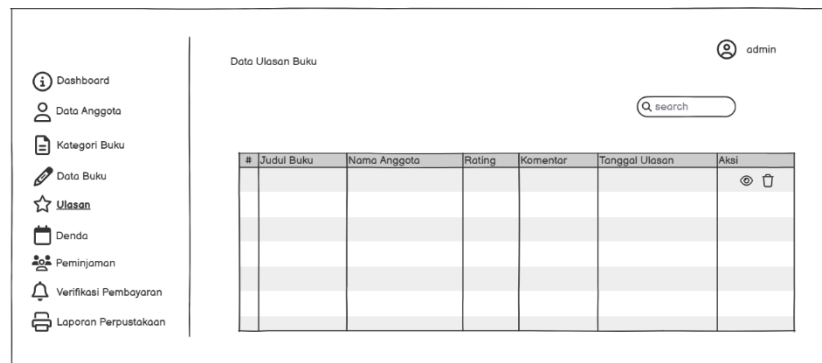 admin
Data Ulasan Buku
search
Dashboard
Data Anggota
Kategori Buku
Data Buku
Ulasan
Denda
Peminjaman
Verifikasi Pembayaran
Laporan Perpustakaan
# Judul Buku Nama Anggota Rating Komentar Tanggal Ulasan Aksi